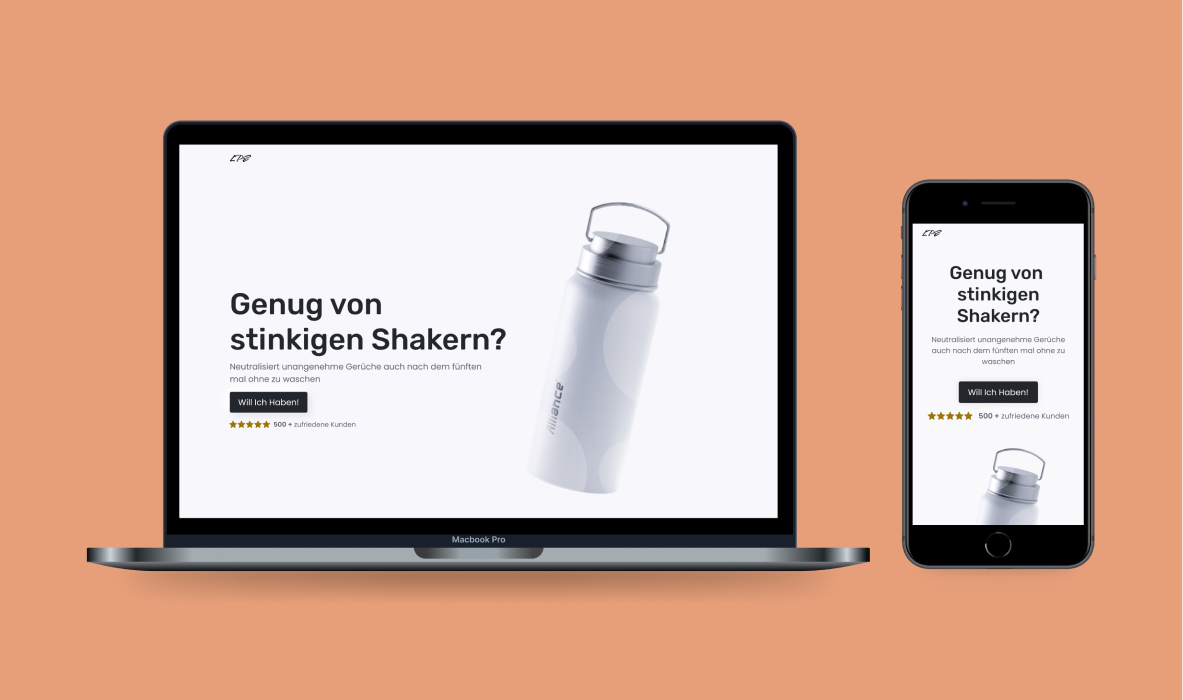 Genug von
stinkigen Shakern?
Neutralisiert unangenehme Gerüche auch nach dem fünften
mal ohne zu waschen
Will Ich Haben!
500 + zufriedene Kunden
Alliance
Macbook Pro
Genug von
stinkigen
Shakern?
Neutralisiert unangenehme Gerüche
auch nach dem fünften mal ohne zu
waschen
Will Ich Haben!
500 + zufriedene Kunden